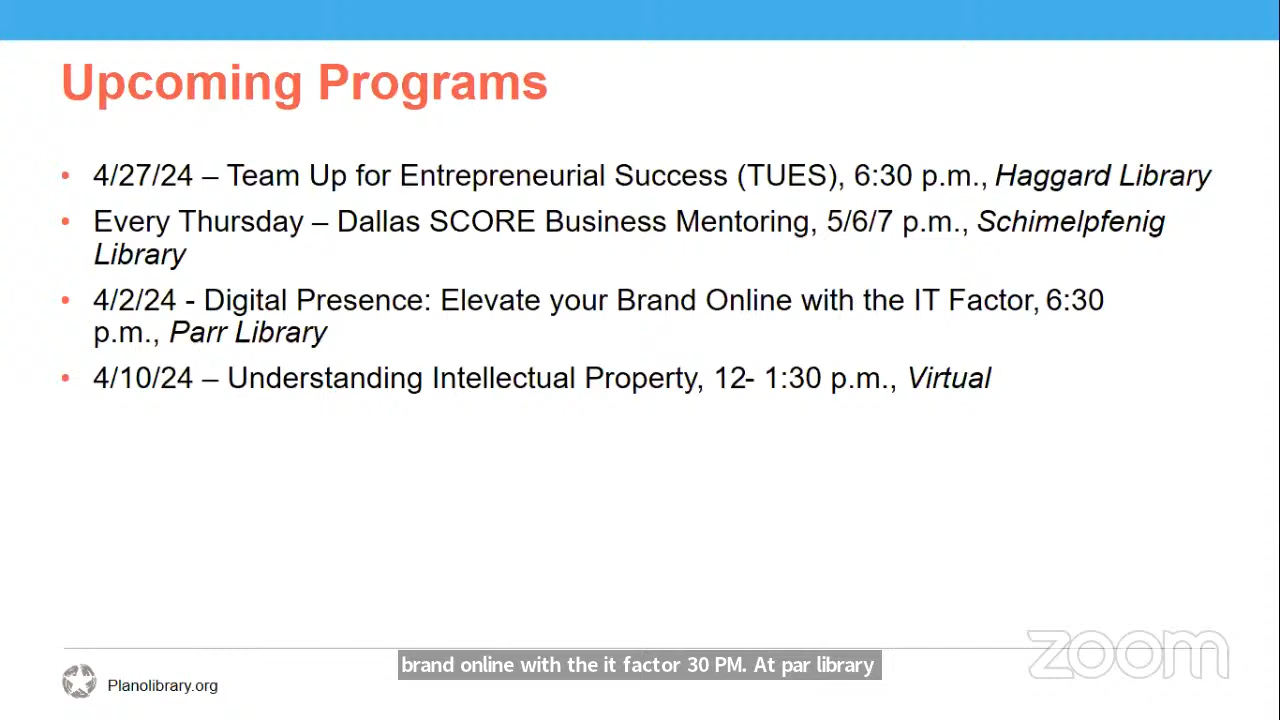 Upcoming Programs
• 4/27/24 – Team Up for Entrepreneurial Success (TUES), 6:30 p.m., Haggard Library
• Every Thursday – Dallas SCORE Business Mentoring, 5/6/7 p.m., Schimelpfenig
Library
• 4/2/24 - Digital Presence: Elevate your Brand Online with the IT Factor, 6:30
p.m., Parr Library
• 4/10/24 – Understanding Intellectual Property, 12- 1:30 p.m., Virtual
zoom
brand online with the it factor 30 PM. At par library
Planolibrary.org